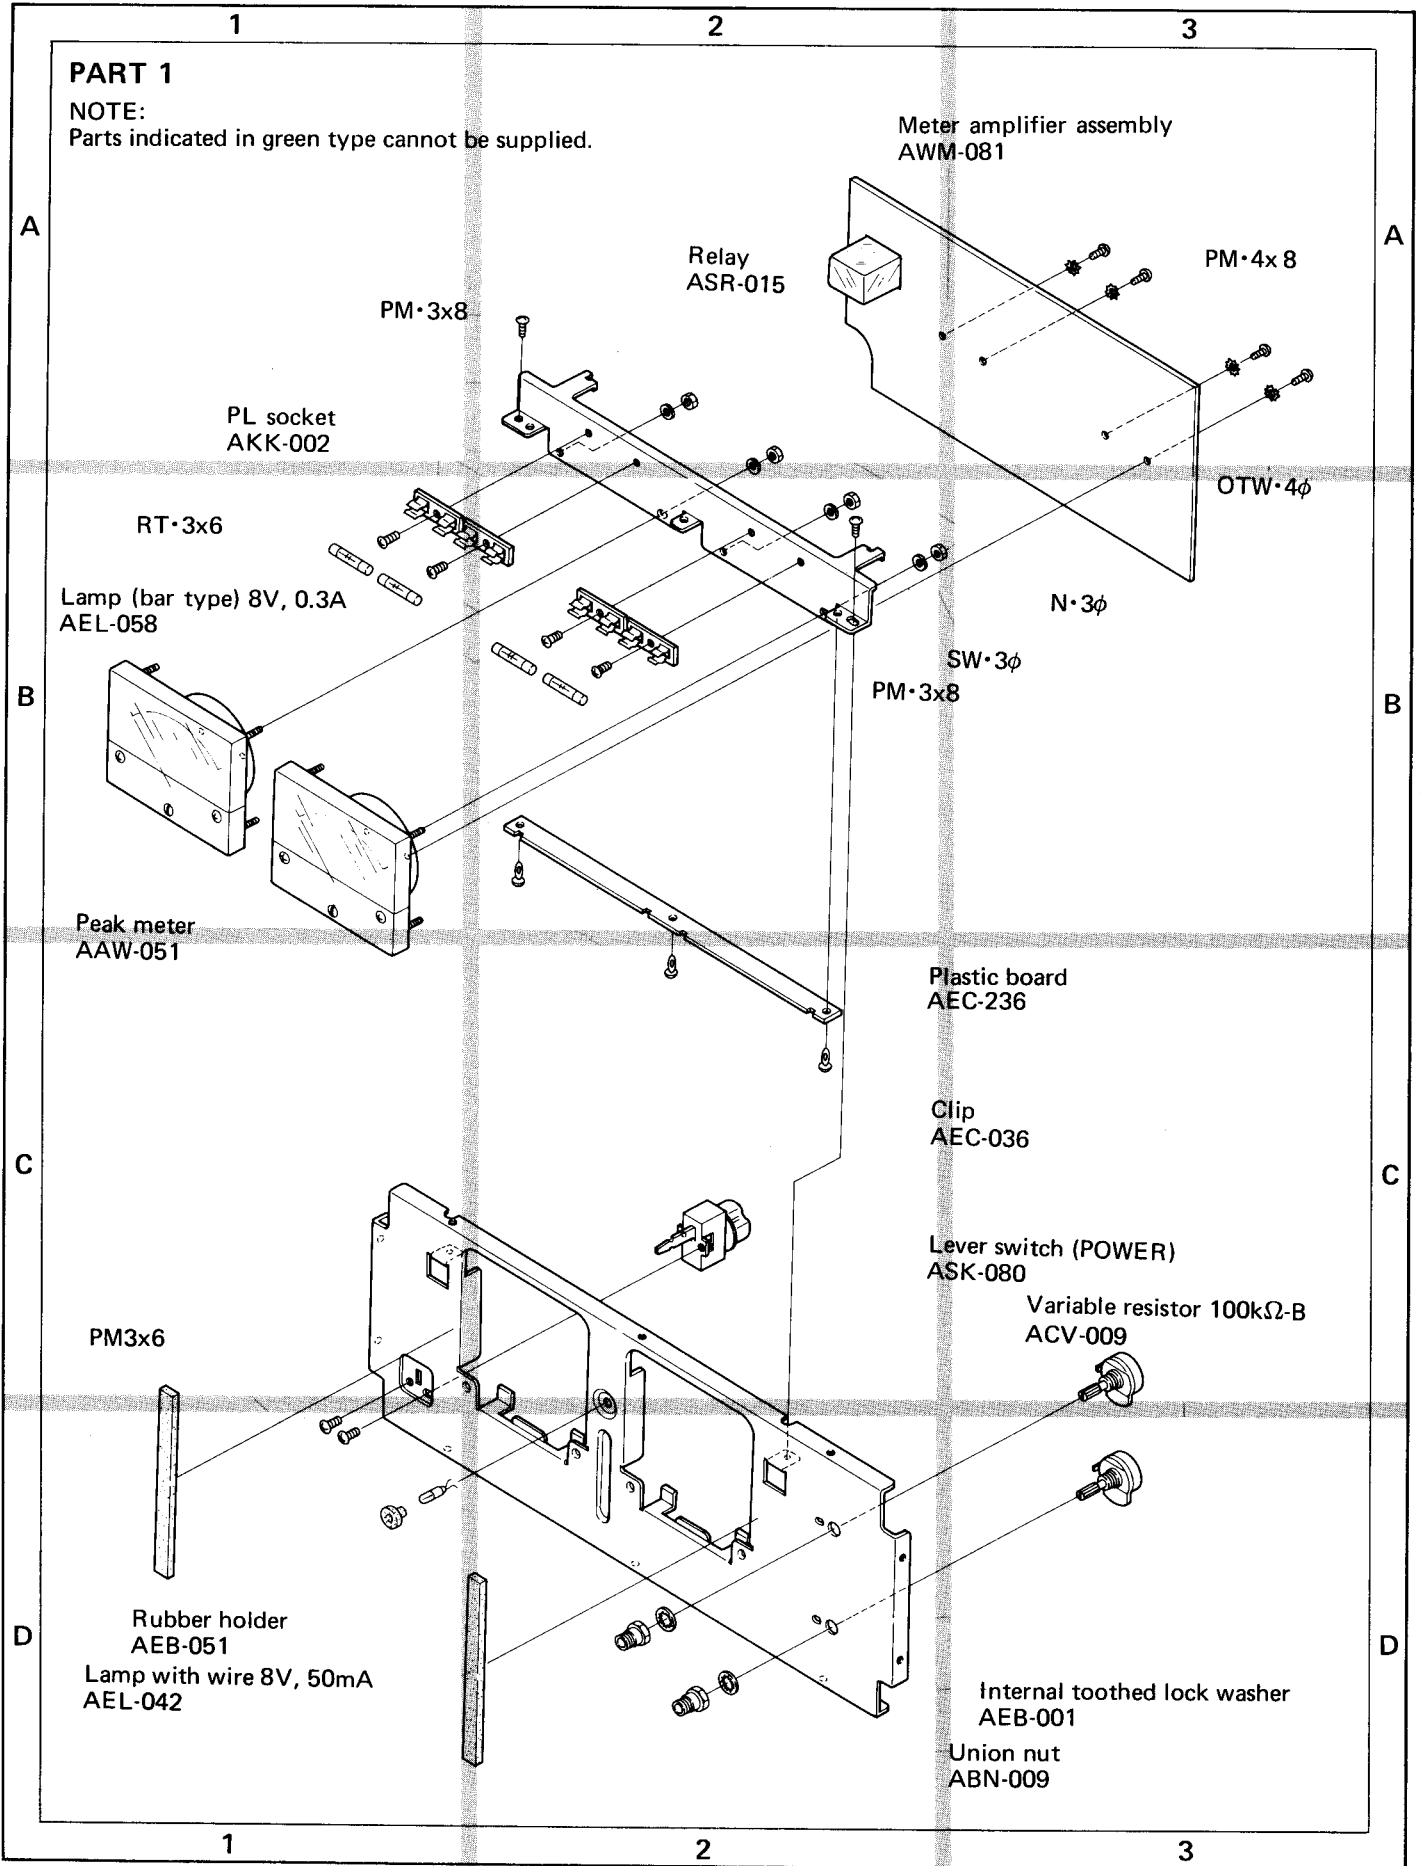 1 2 3
PART 1
NOTE:
Parts indicated in green type cannot be supplied.
Meter amplifier assembly
AWM-081
A A
Relay
ASR-015
PM·4x8
PM·3x8
PL socket
AKK-002
OTW·4φ
RT·3x6
Lamp (bar type) 8V, 0.3A
AEL-058
N·3φ
SW·3φ
PM·3x8
B B
Peak meter
AAW-051
Plastic board
AEC-236
Clip
AEC-036
C C
Lever switch (POWER)
ASK-080
Variable resistor 100kΩ-B
ACV-009
PM3x6
Rubber holder
AEB-051
D D
Lamp with wire 8V, 50mA
AEL-042
Internal toothed lock washer
AEB-001
Union nut
ABN-009
1 2 3